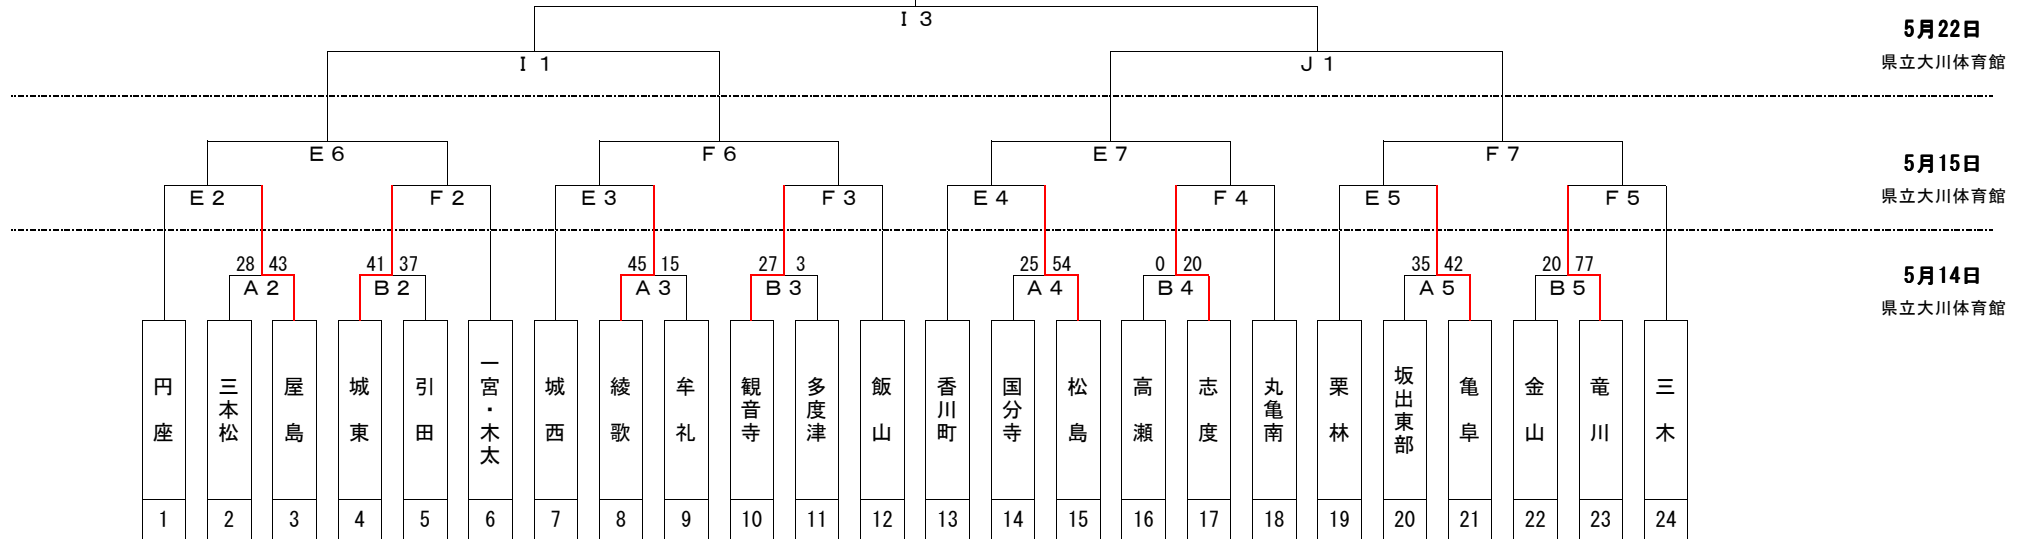 Ｉ３
5月22日
Ｉ１
Ｊ１
県立大川体育館
Ｅ６
Ｆ６
Ｅ７
Ｆ７
5月15日
県立大川体育館
Ｅ２
Ｆ２
Ｅ３
Ｆ３
Ｅ４
Ｆ４
Ｅ５
Ｆ５
28 43
41 37
45 15
27 3
25 54
0 20
35 42
20 77
5月14日
県立大川体育館
Ａ２
Ｂ２
Ａ３
Ｂ３
Ａ４
Ｂ４
Ａ５
Ｂ５
円座
三本松
屋島
城東
引田
一宮・木太
城西
綾歌
牟礼
観音寺
多度津
飯山
香川町
国分寺
松島
高瀬
志度
丸亀南
栗林
坂出東部
亀阜
金山
竜川
三木
1 2 3 4 5 6 7 8 9 10 11 12 13 14 15 16 17 18 19 20 21 22 23 24